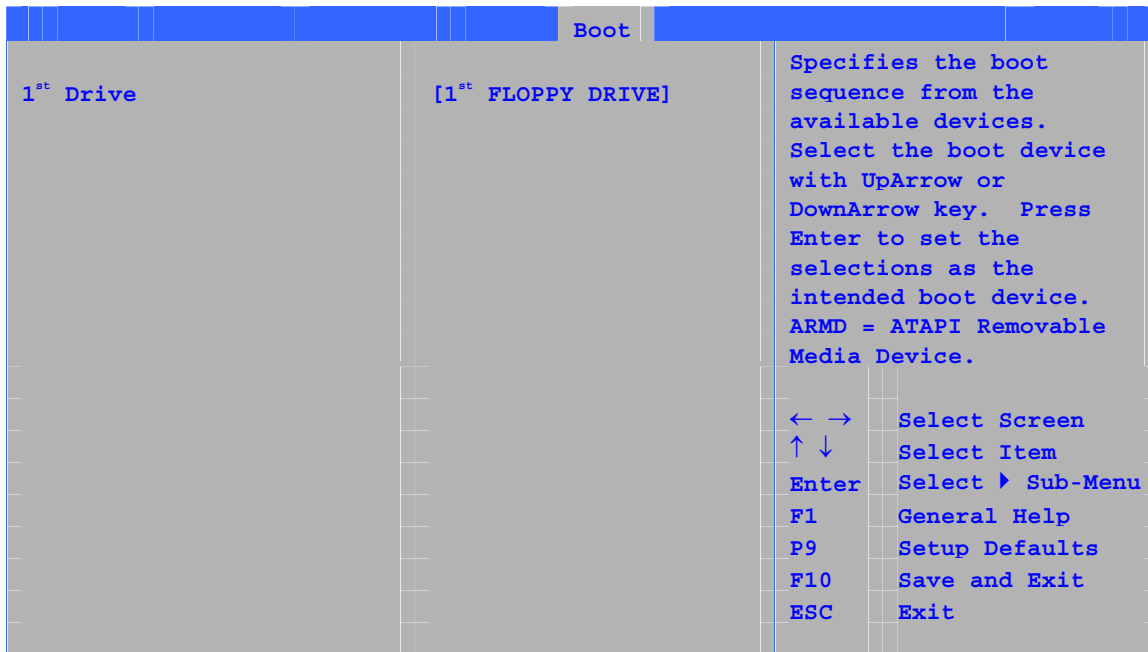 Boot
1st Drive [1st FLOPPY DRIVE]
Specifies the boot
sequence from the
available devices.
Select the boot device
with UpArrow or
DownArrow key. Press
Enter to set the
selections as the
intended boot device.
ARMD = ATAPI Removable
Media Device.
← → Select Screen
↑ ↓ Select Item
Enter Select ▶ Sub-Menu
F1 General Help
P9 Setup Defaults
F10 Save and Exit
ESC Exit